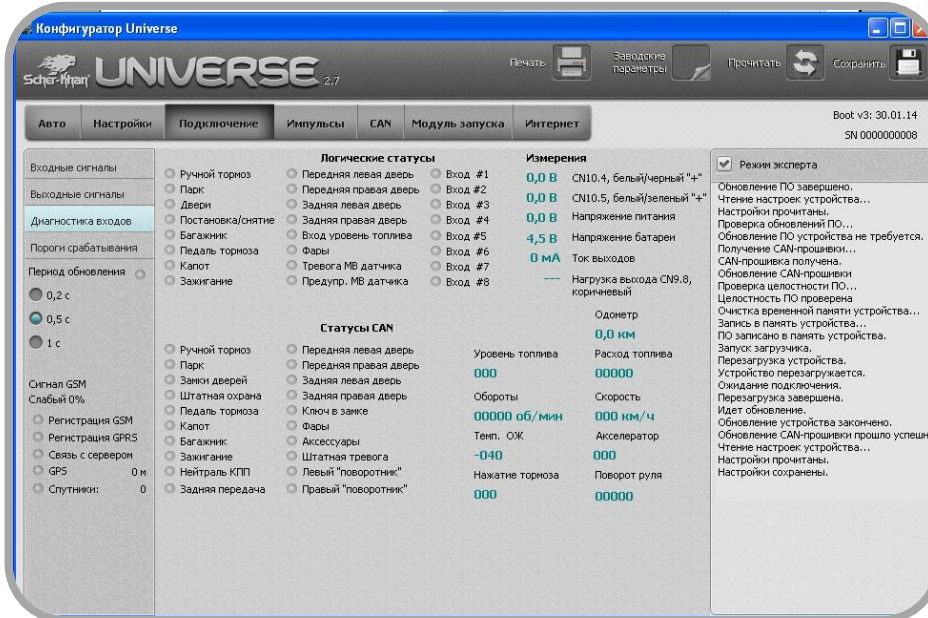 Конфигуратор Universe
Scher-Khan UNIVERSE 2.7
Печать
Заводские параметры
Прочитать
Сохранить
Авто
Настройки
Подключение
Импульсы
CAN
Модуль запуска
Интернет
Boot v3: 30.01.14
SN 0000000008
Входные сигналы
Выходные сигналы
Диагностика входов
Пороги срабатывания
Период обновления
0,2 с
0,5 с
1 с
Сигнал GSM
Слабый 0%
Регистрация GSM
Регистрация GPRS
Связь с сервером
GPS 0 м
Спутники: 0
Логические статусы
Ручной тормоз
Парк
Двери
Постановка/снятие
Багажник
Педаль тормоза
Капот
Зажигание
Передняя левая дверь
Передняя правая дверь
Задняя левая дверь
Задняя правая дверь
Вход уровень топлива
Фары
Тревога МВ датчика
Предупр. МВ датчика
Вход #1
Вход #2
Вход #3
Вход #4
Вход #5
Вход #6
Вход #7
Вход #8
Измерения
0,0 В CN10.4, белый/черный "+"
0,0 В CN10.5, белый/зеленый "+"
0,0 В Напряжение питания
4,5 В Напряжение батареи
0 мА Ток выходов
--- Нагрузка выхода CN9.8,
коричневый
Статусы CAN
Ручной тормоз
Парк
Замки дверей
Штатная охрана
Педаль тормоза
Капот
Багажник
Зажигание
Нейтраль КПП
Задняя передача
Передняя левая дверь
Передняя правая дверь
Задняя левая дверь
Задняя правая дверь
Ключ в замке
Фары
Аксессуары
Штатная тревога
Левый "поворотник"
Правый "поворотник"
Одометр
0,0 км
Уровень топлива
000
Расход топлива
00000
Обороты
00000 об/мин
Скорость
000 км/ч
Темп. ОЖ
-040
Акселератор
000
Нажатие тормоза
000
Поворот руля
00000
Режим эксперта
Обновление ПО завершено.
Чтение настроек устройства...
Настройки прочитаны.
Проверка обновлений ПО...
Обновление ПО устройства не требуется.
Получение CAN-прошивки...
CAN-прошивка получена.
Обновление CAN-прошивки
Проверка целостности ПО...
Целостность ПО проверена
Очистка временной памяти устройства...
Запись в память устройства...
ПО записано в память устройства.
Запуск загрузчика.
Перезагрузка устройства.
Устройство перезагружается.
Ожидание подключения.
Перезагрузка завершена.
Идет обновление.
Обновление устройства закончено.
Обновление CAN-прошивки прошло успешн
Чтение настроек устройства...
Настройки прочитаны.
Настройки сохранены.